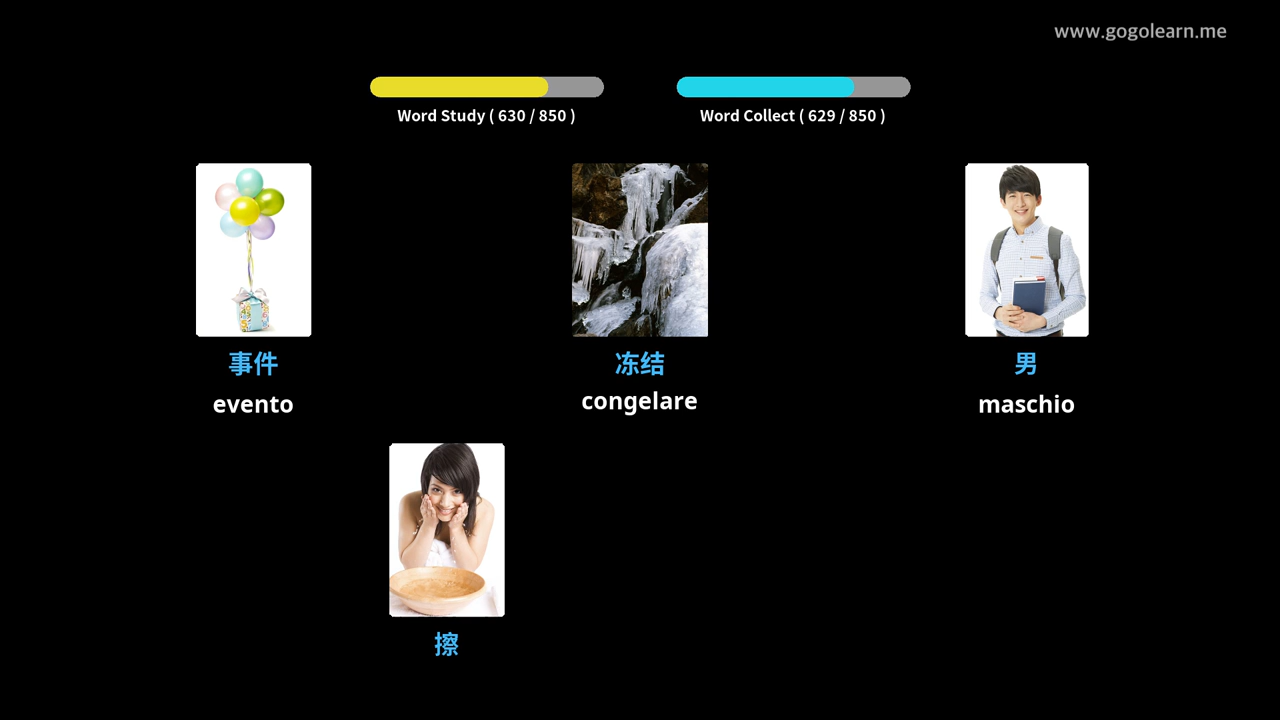 www.gogolearn.me
Word Study ( 630 / 850 )
Word Collect ( 629 / 850 )
事件
冻结
男
evento
congelare
maschio
擦